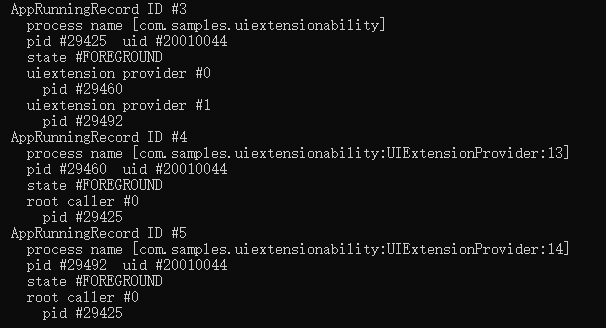 AppRunningRecord ID #3
process name [com.samples.uiextensionability]
pid #29425 uid #20010044
state #FOREGROUND
uiextension provider #0
pid #29460
uiextension provider #1
pid #29492
AppRunningRecord ID #4
process name [com.samples.uiextensionability:UIExtensionProvider:13]
pid #29460 uid #20010044
state #FOREGROUND
root caller #0
pid #29425
AppRunningRecord ID #5
process name [com.samples.uiextensionability:UIExtensionProvider:14]
pid #29492 uid #20010044
state #FOREGROUND
root caller #0
pid #29425